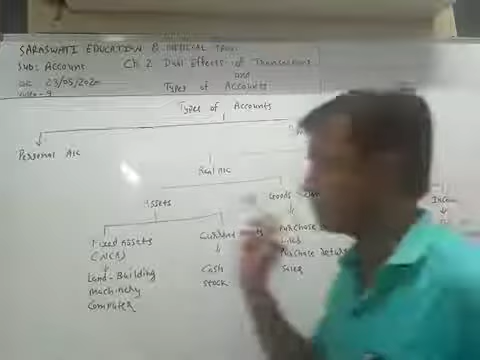 SARASWATI EDUCATION & MEDICAL TRUST
SUB: Account Ch 2 Dual Effects of Transactions
DATE 23/05/2020 and
Video - 9 Types of Accounts
Types of Accounts
Personal A/c
Real A/c
Assets Goods
Fixed Assets Current
(NCA)
Purchase
Land-Building Cash Purchase Return
Machinery stock sales
Computer